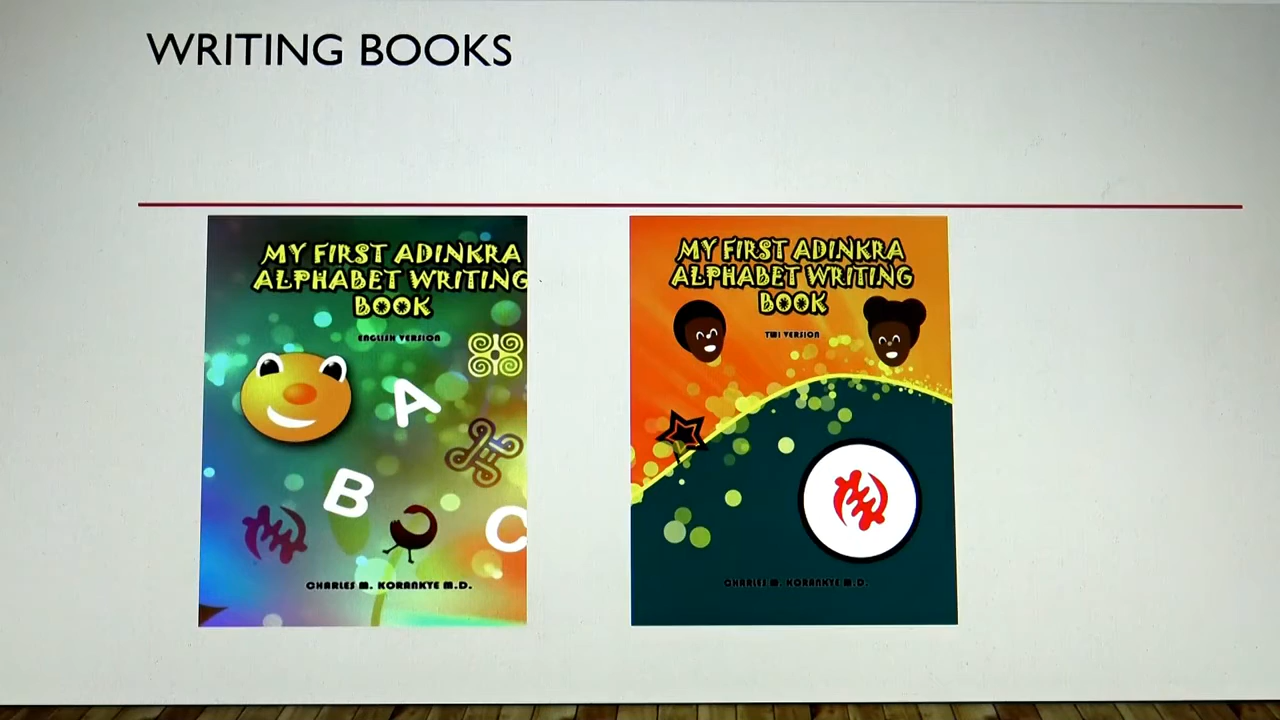 WRITING BOOKS
MY FIRST ADINKRA
ALPHABET WRITING
BOOK
ENGLISH VERSION
A
B
C
CHARLES M. KORANKYE M.D.
MY FIRST ADINKRA
ALPHABET WRITING
BOOK
TWI VERSION
CHARLES M. KORANKYE M.D.